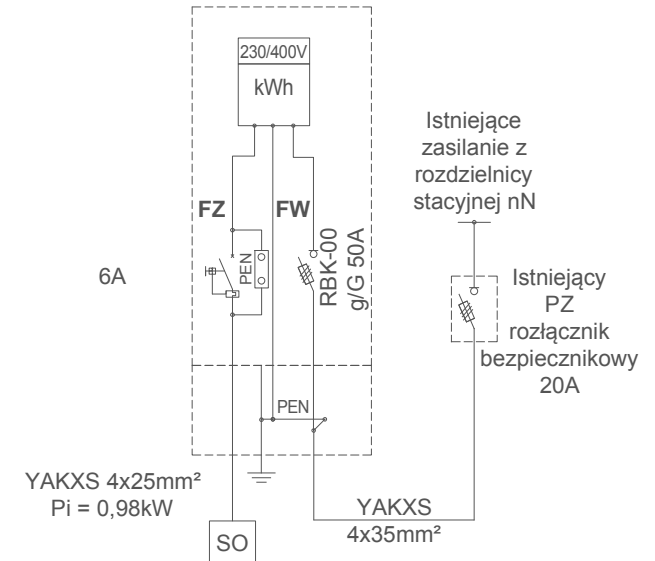 230/400V
kWh
Istniejące
zasilanie z
rozdzielnicy
stacyjnej nN
FZ
FW
PEN
RBK-00
g/G 50A
6A
Istniejący
PZ
rozłącznik
bezpiecznikowy
20A
PEN
YAKXS 4x25mm²
Pi = 0,98kW
YAKXS
4x35mm²
SO